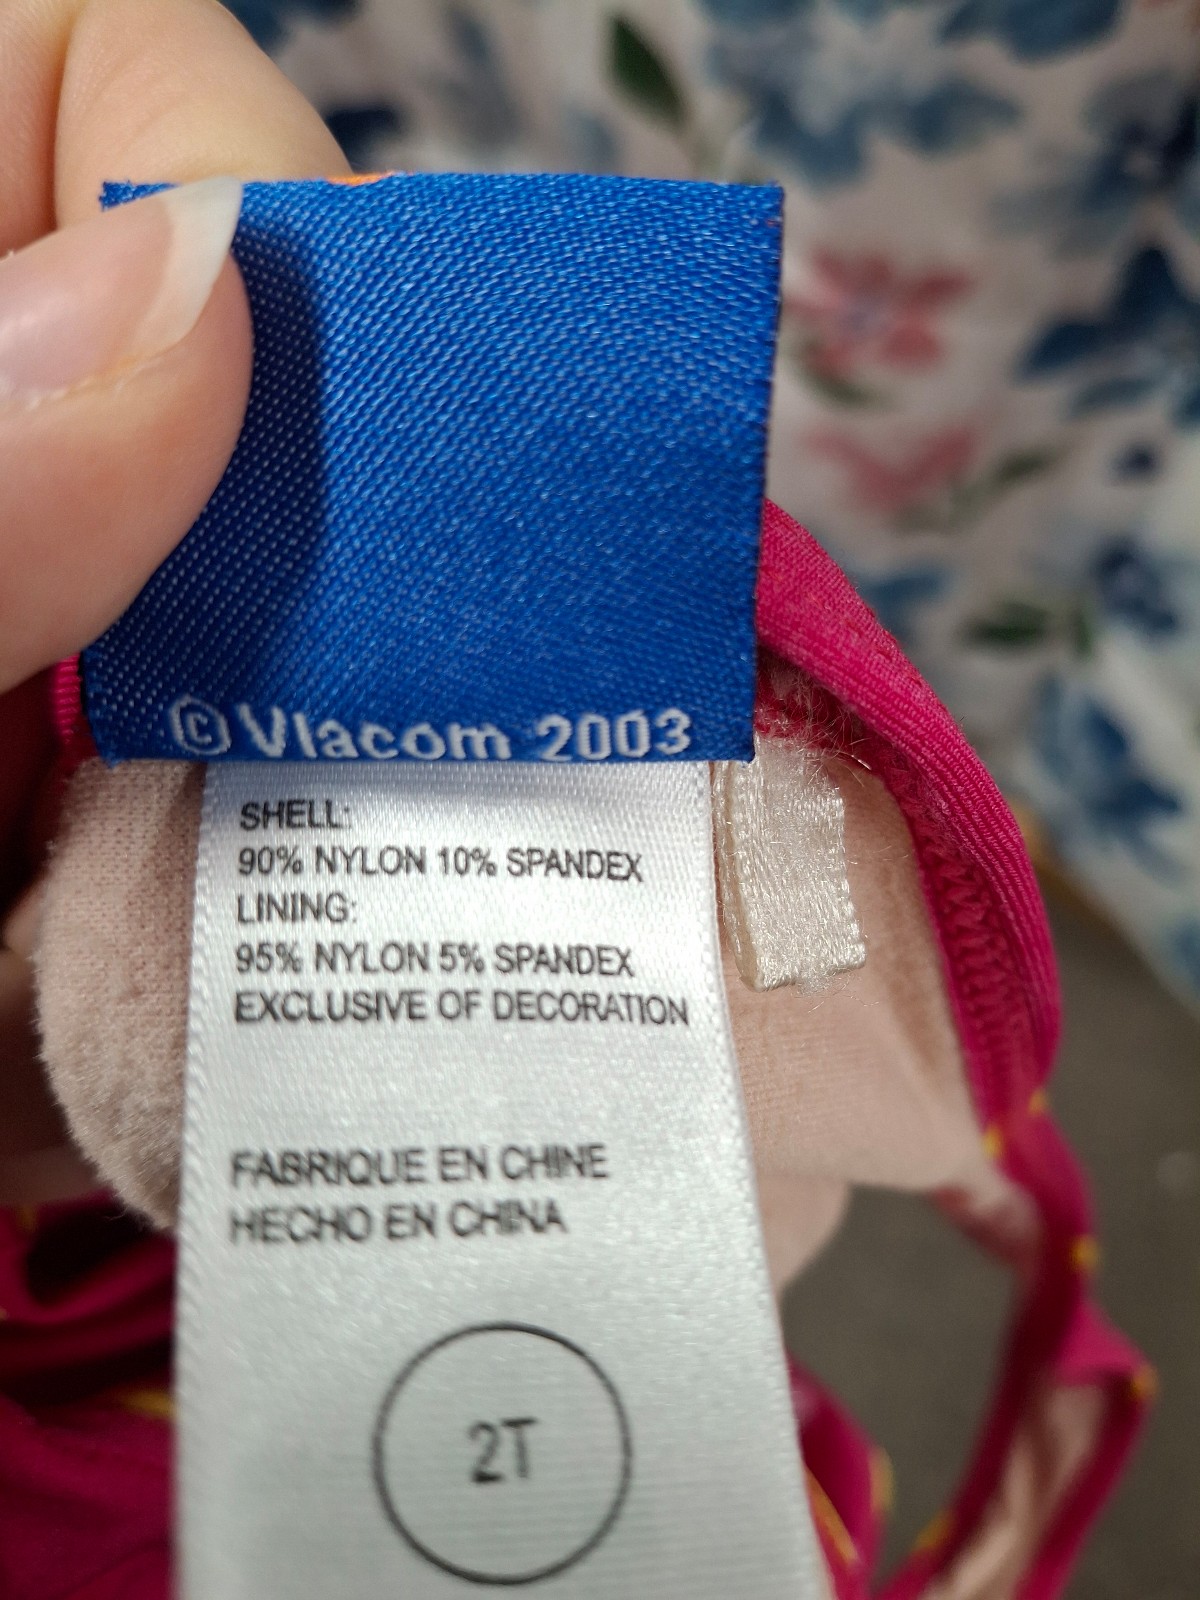 © Viacom 2003
SHELL:
90% NYLON 10% SPANDEX
LINING:
95% NYLON 5% SPANDEX
EXCLUSIVE OF DECORATION
FABRIQUE EN CHINE
HECHO EN CHINA
2T